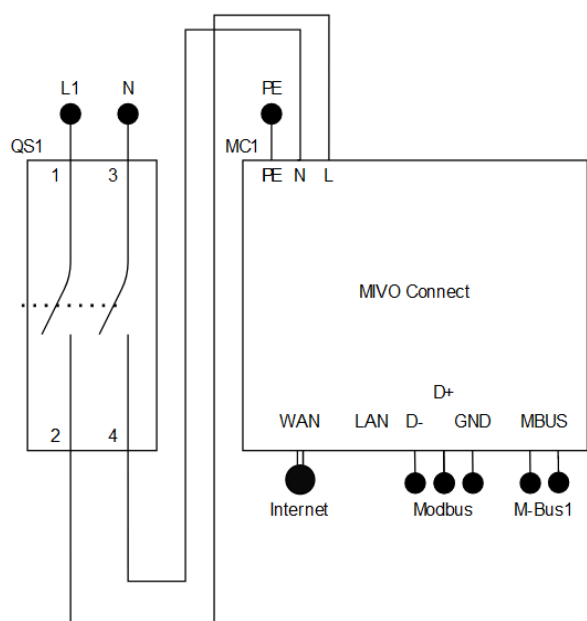 L1 N PE
QS1 MC1
1 3 PE N L
MIVO Connect
D+
2 4 WAN LAN D- GND MBUS
Internet Modbus M-Bus1